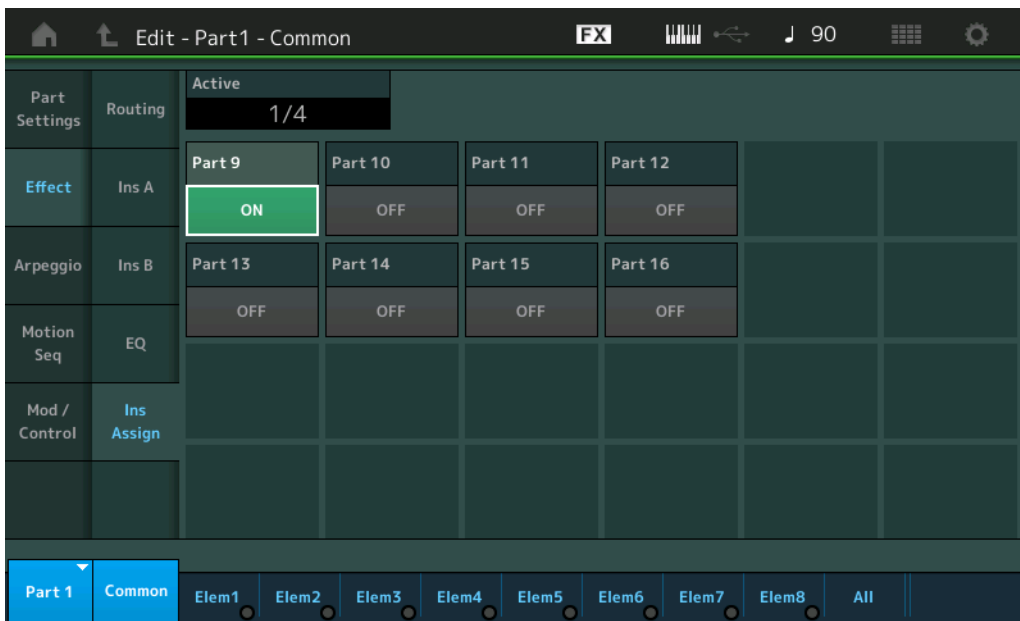 Edit - Part1 - Common
FX
90
Part
Settings
Effect
Arpeggio
Motion
Seq
Mod /
Control
Routing
Ins A
Ins B
EQ
Ins
Assign
Active
1/4
Part 9
Part 10
Part 11
Part 12
ON
OFF
OFF
OFF
Part 13
Part 14
Part 15
Part 16
OFF
OFF
OFF
OFF
Part 1
Common
Elem1
Elem2
Elem3
Elem4
Elem5
Elem6
Elem7
Elem8
All